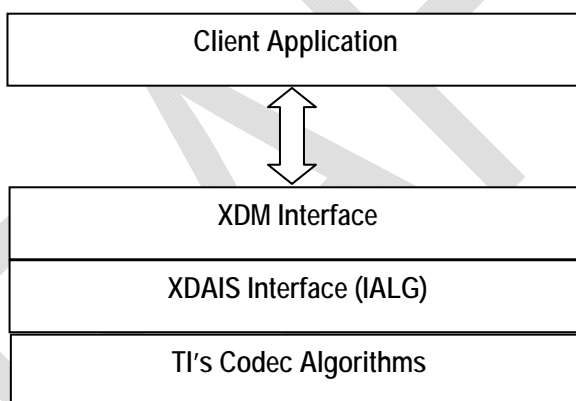 Client Application
XDM Interface
XDAIS Interface (IALG)
TI's Codec Algorithms